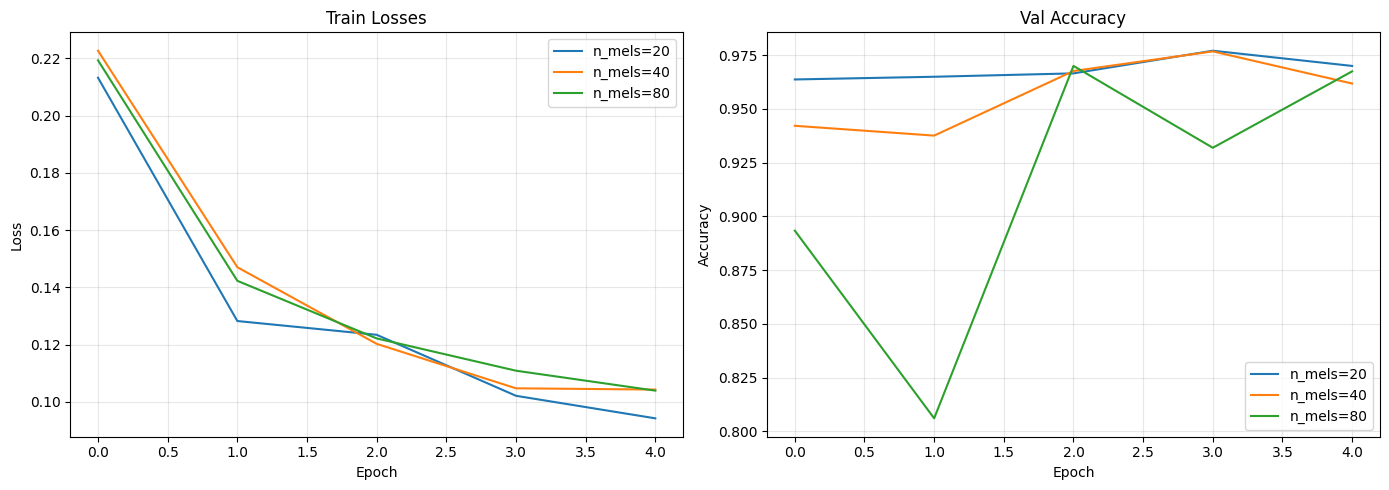 Train Losses
Loss
0.22
0.20
0.18
0.16
0.14
0.12
0.10
n_mels=20
n_mels=40
n_mels=80
0.0 0.5 1.0 1.5 2.0 2.5 3.0 3.5 4.0
Epoch
Val Accuracy
Accuracy
0.975
0.950
0.925
0.900
0.875
0.850
0.825
0.800
n_mels=20
n_mels=40
n_mels=80
0.0 0.5 1.0 1.5 2.0 2.5 3.0 3.5 4.0
Epoch